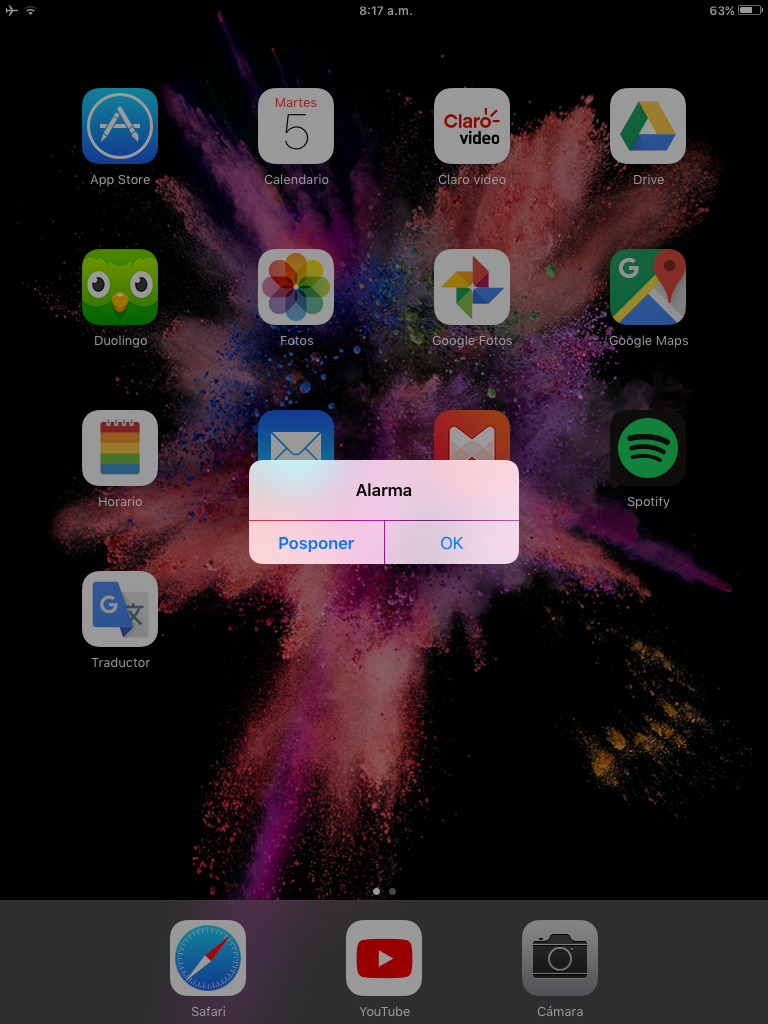 8:17 a.m. 63%
Martes
5
Claro
video
App Store Calendario Claro video Drive
G
Duolingo Fotos Google Fotos Google Maps
Horario Spotify
Alarma
Posponer OK
G 文
Traductor
Safari YouTube Cámara